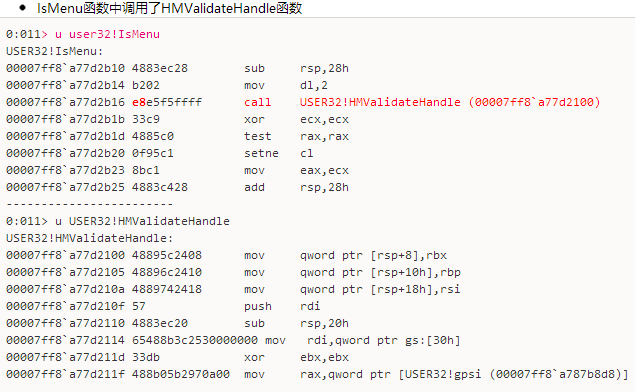 • IsMenu函数中调用了HMValidateHandle函数
0:011> u user32!IsMenu
USER32!IsMenu:
00007ff8`a77d2b10 4883ec28 sub rsp,28h
00007ff8`a77d2b14 b202 mov dl,2
00007ff8`a77d2b16 e8e5f5ffff call USER32!HMValidateHandle (00007ff8`a77d2100)
00007ff8`a77d2b1b 33c9 xor ecx,ecx
00007ff8`a77d2b1d 4885c0 test rax,rax
00007ff8`a77d2b20 0f95c1 setne cl
00007ff8`a77d2b23 8bc1 mov eax,ecx
00007ff8`a77d2b25 4883c428 add rsp,28h
------------------------
0:011> u USER32!HMValidateHandle
USER32!HMValidateHandle:
00007ff8`a77d2100 48895c2408 mov qword ptr [rsp+8],rbx
00007ff8`a77d2105 48896c2410 mov qword ptr [rsp+10h],rbp
00007ff8`a77d210a 4889742418 mov qword ptr [rsp+18h],rsi
00007ff8`a77d210f 57 push rdi
00007ff8`a77d2110 4883ec20 sub rsp,20h
00007ff8`a77d2114 65488b3c2530000000 mov rdi,qword ptr gs:[30h]
00007ff8`a77d211d 33db xor ebx,ebx
00007ff8`a77d211f 488b05b2970a00 mov rax,qword ptr [USER32!gpsi (00007ff8`a787b8d8)]